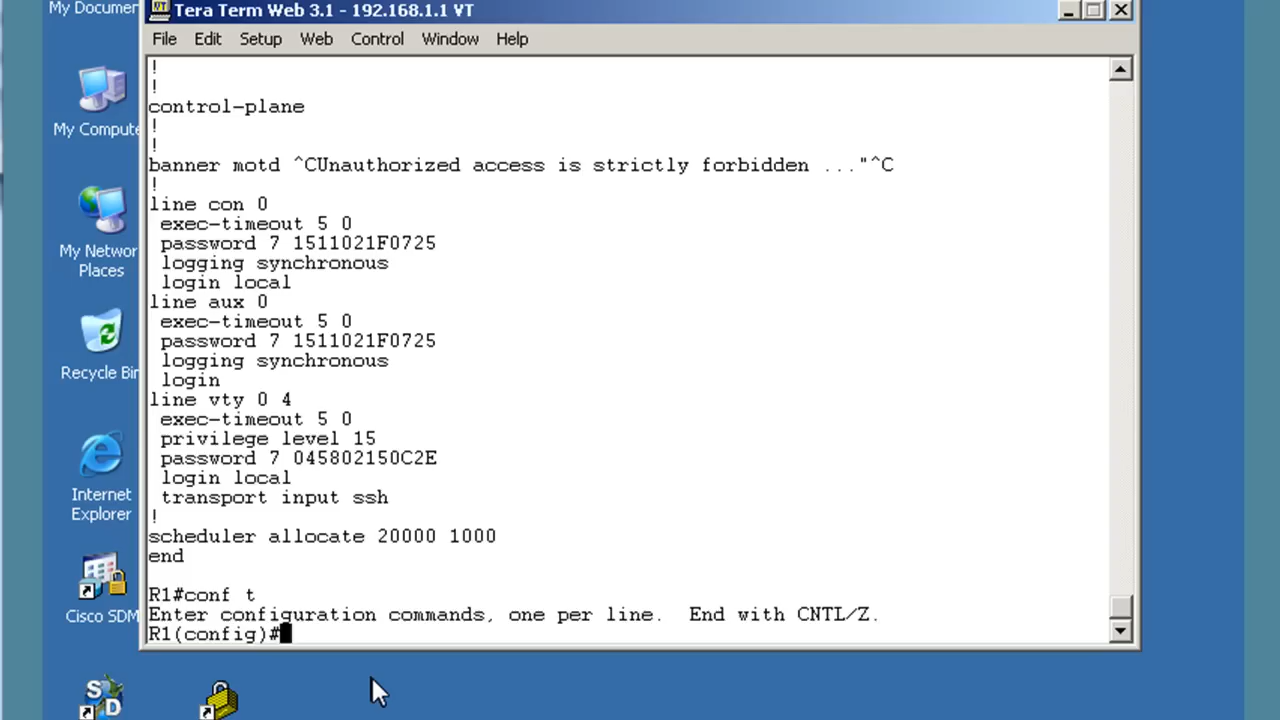 My Documen
Tera Term Web 3.1 - 192.168.1.1 VT
File Edit Setup Web Control Window Help
!
!
control-plane
!
!
banner motd ^CUnauthorized access is strictly forbidden ..."^C
!
line con 0
exec-timeout 5 0
password 7 1511021F0725
logging synchronous
login local
line aux 0
exec-timeout 5 0
password 7 1511021F0725
logging synchronous
login
line vty 0 4
exec-timeout 5 0
privilege level 15
password 7 045802150C2E
login local
transport input ssh
!
scheduler allocate 20000 1000
end
R1#conf t
Enter configuration commands, one per line. End with CNTL/Z.
R1(config)#
My Compute
My Networ
Places
Recycle Bin
Internet
Explorer
Cisco SDM